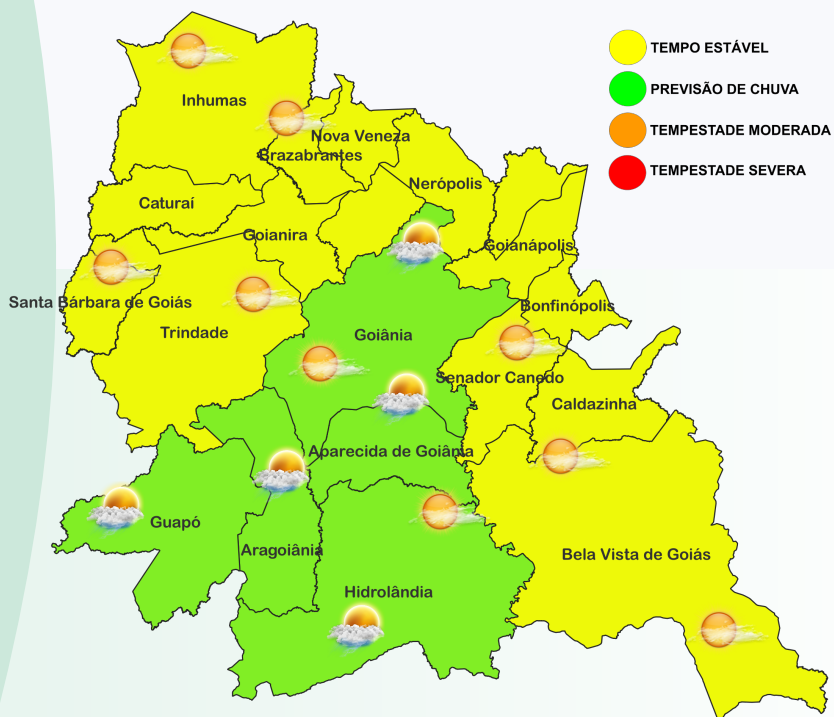 TEMPO ESTÁVEL
PREVISÃO DE CHUVA
TEMPESTADE MODERADA
TEMPESTADE SEVERA
Inhumas
Nova Veneza
Brazabrantes
Nerópolis
Caturaí
Goianira
Goianápolis
Santa Bárbara de Goiás
Bonfinópolis
Trindade
Goiânia
Senador Canedo
Caldazinha
Aparecida de Goiânia
Guapó
Aragoiânia
Bela Vista de Goiás
Hidrolândia